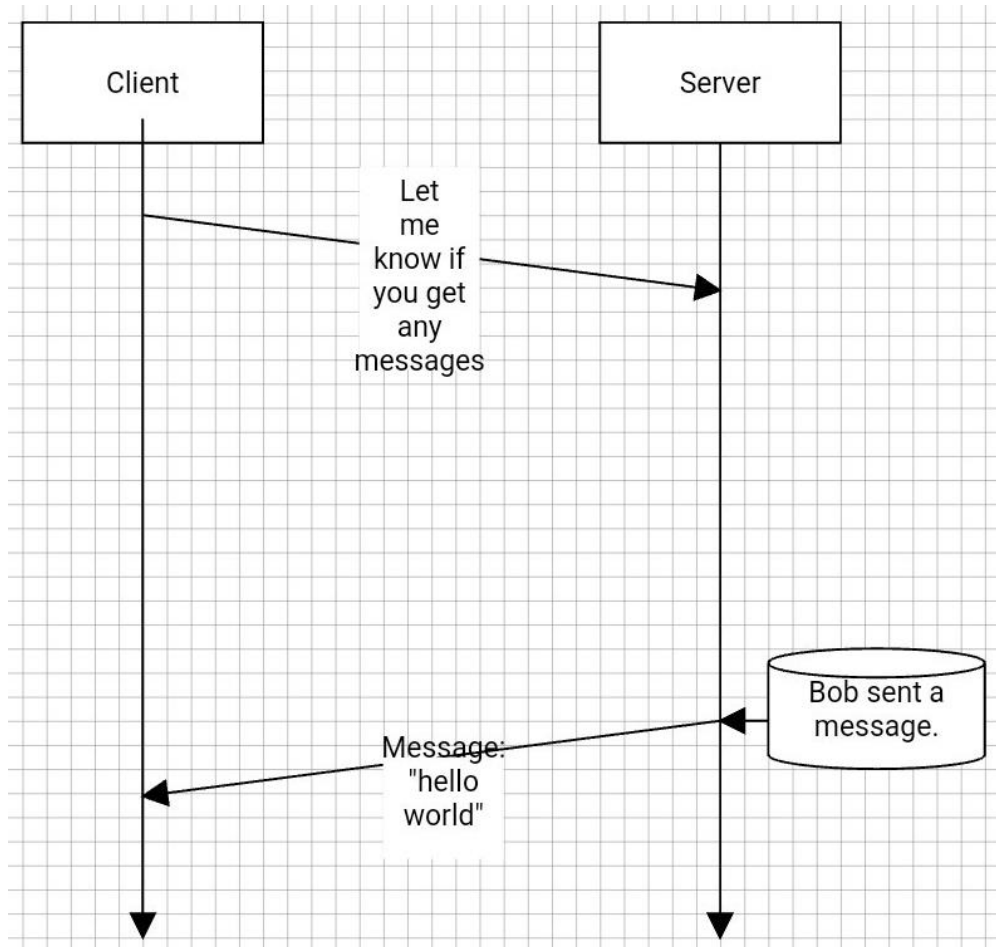 Client
Server
Let
me
know if
you get
any
messages
Bob sent a
message.
Message:
"hello
world"